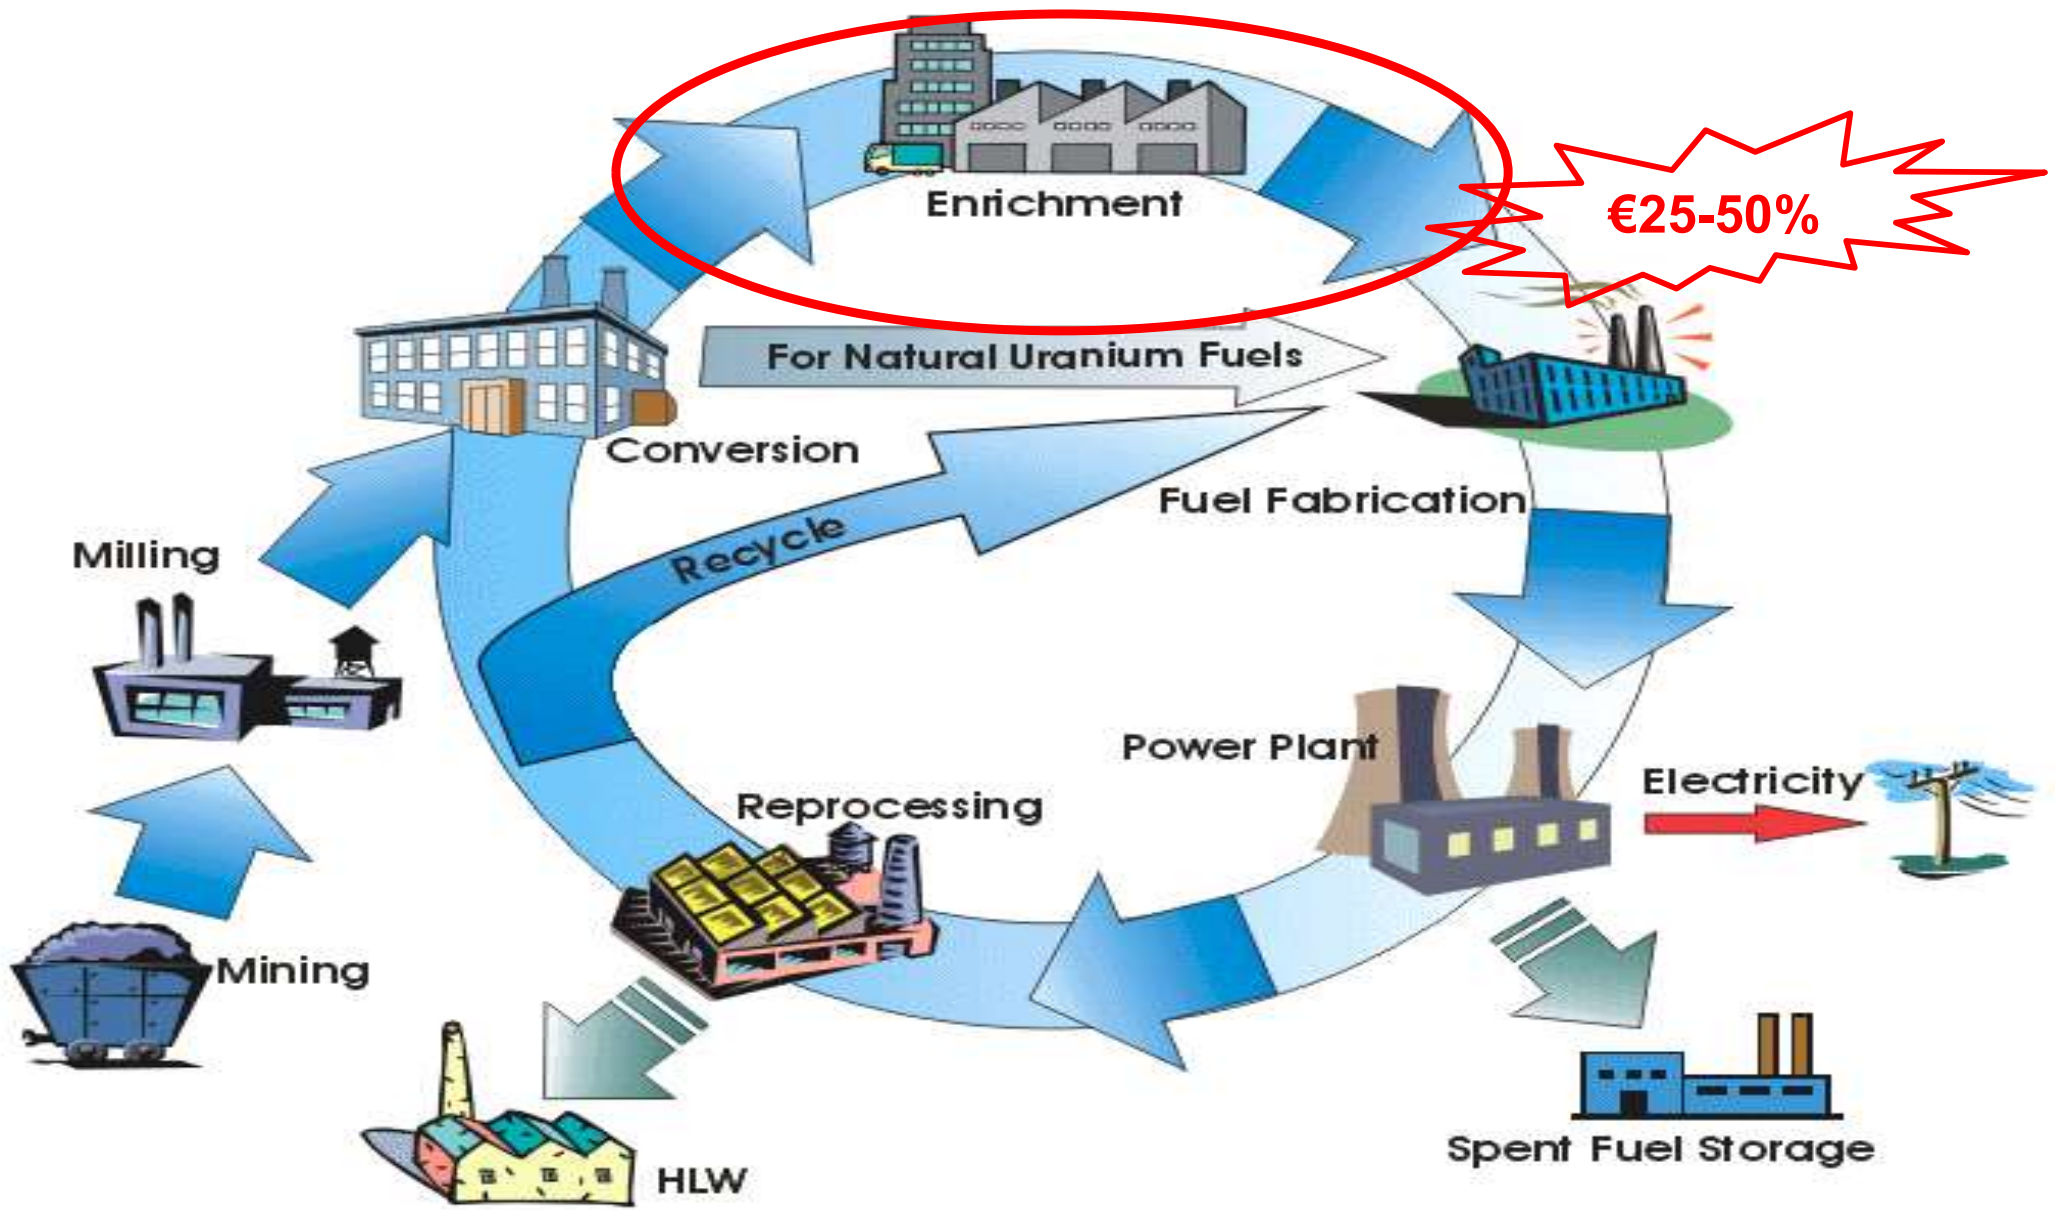 Enrichment
€25-50%
For Natural Uranium Fuels
Conversion
Fuel Fabrication
Recycle
Milling
Power Plant
Electricity
Reprocessing
Mining
Spent Fuel Storage
HLW